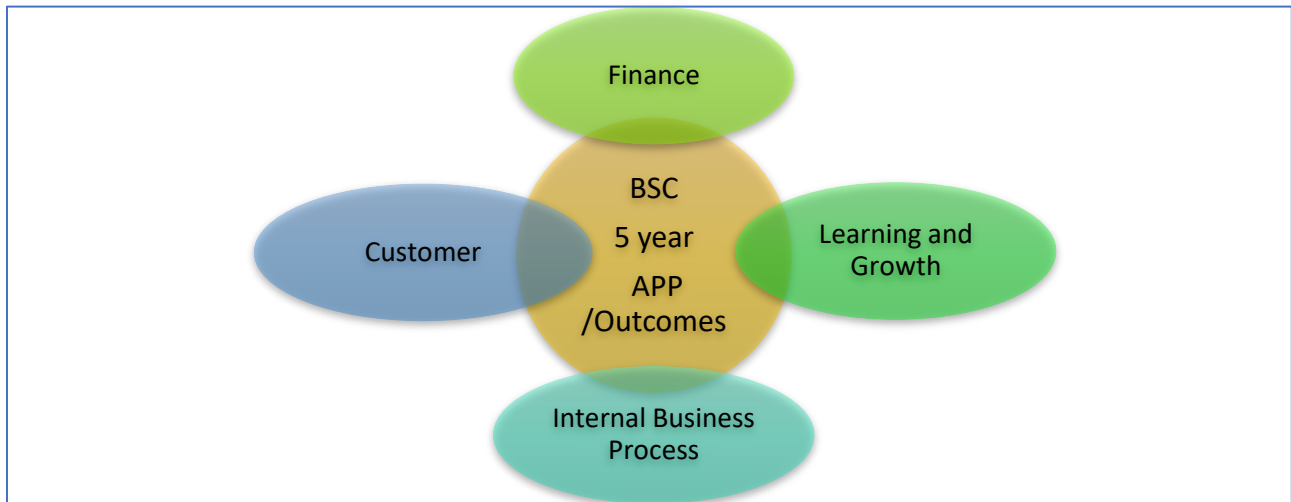 Finance
BSC
5 year
APP
/Outcomes
Customer
Learning and
Growth
Internal Business
Process